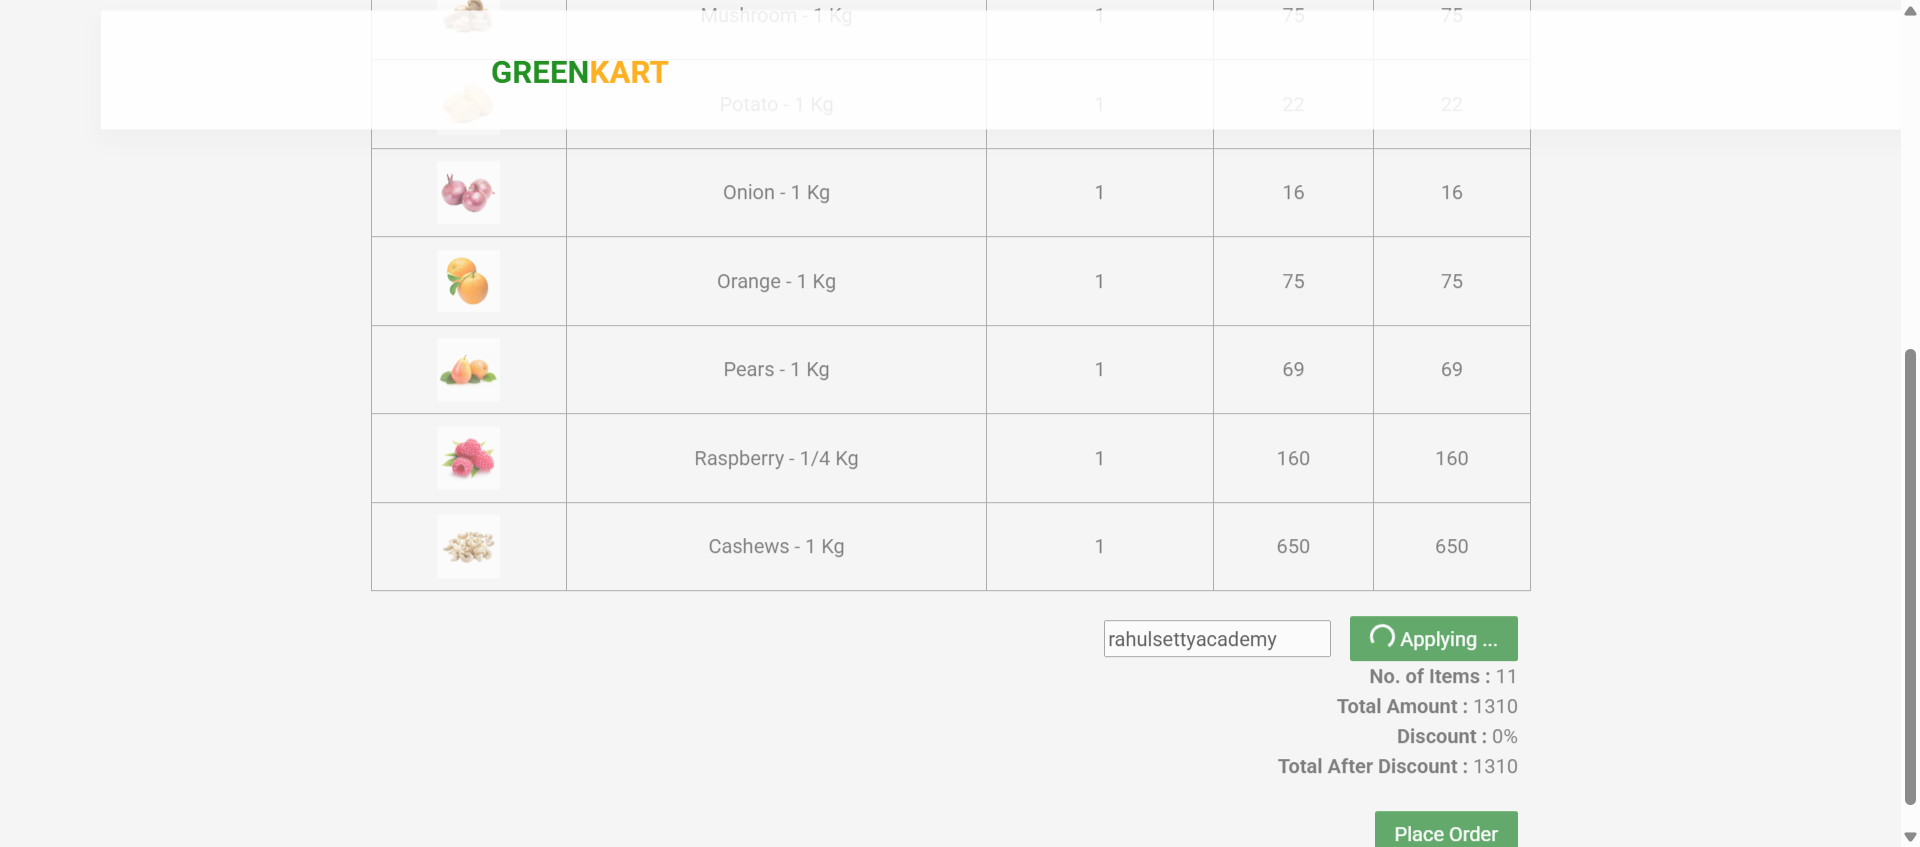 Mushroom - 1 Kg 1 75 75
GREENKART
Potato - 1 Kg 1 22 22
Onion - 1 Kg 1 16 16
Orange - 1 Kg 1 75 75
Pears - 1 Kg 1 69 69
Raspberry - 1/4 Kg 1 160 160
Cashews - 1 Kg 1 650 650
rahulsettyacademy Applying ...
No. of Items : 11
Total Amount : 1310
Discount : 0%
Total After Discount : 1310
Place Order